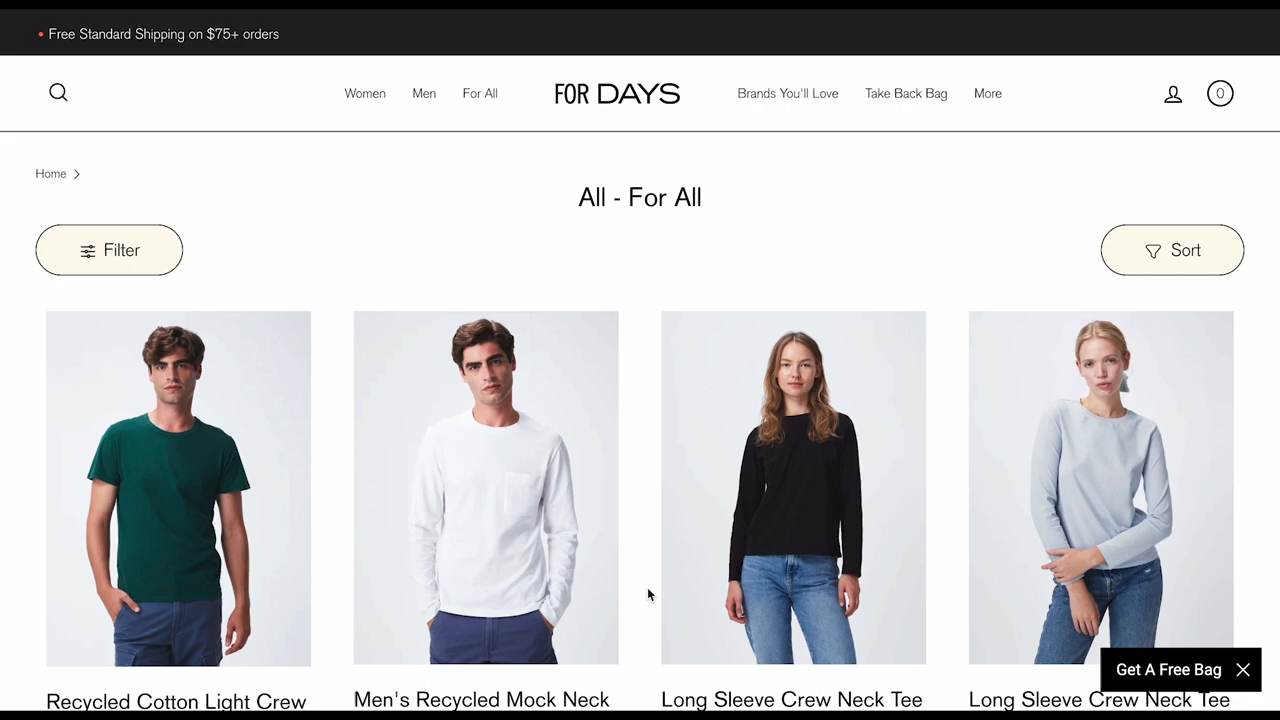 Free Standard Shipping on $75+ orders
Women Men For All FOR DAYS Brands You'll Love Take Back Bag More 0
Home
All - For All
Filter Sort
Get A Free Bag
Recycled Cotton Light Crew Men's Recycled Mock Neck Long Sleeve Crew Neck Tee Long Sleeve Crew Neck Tee